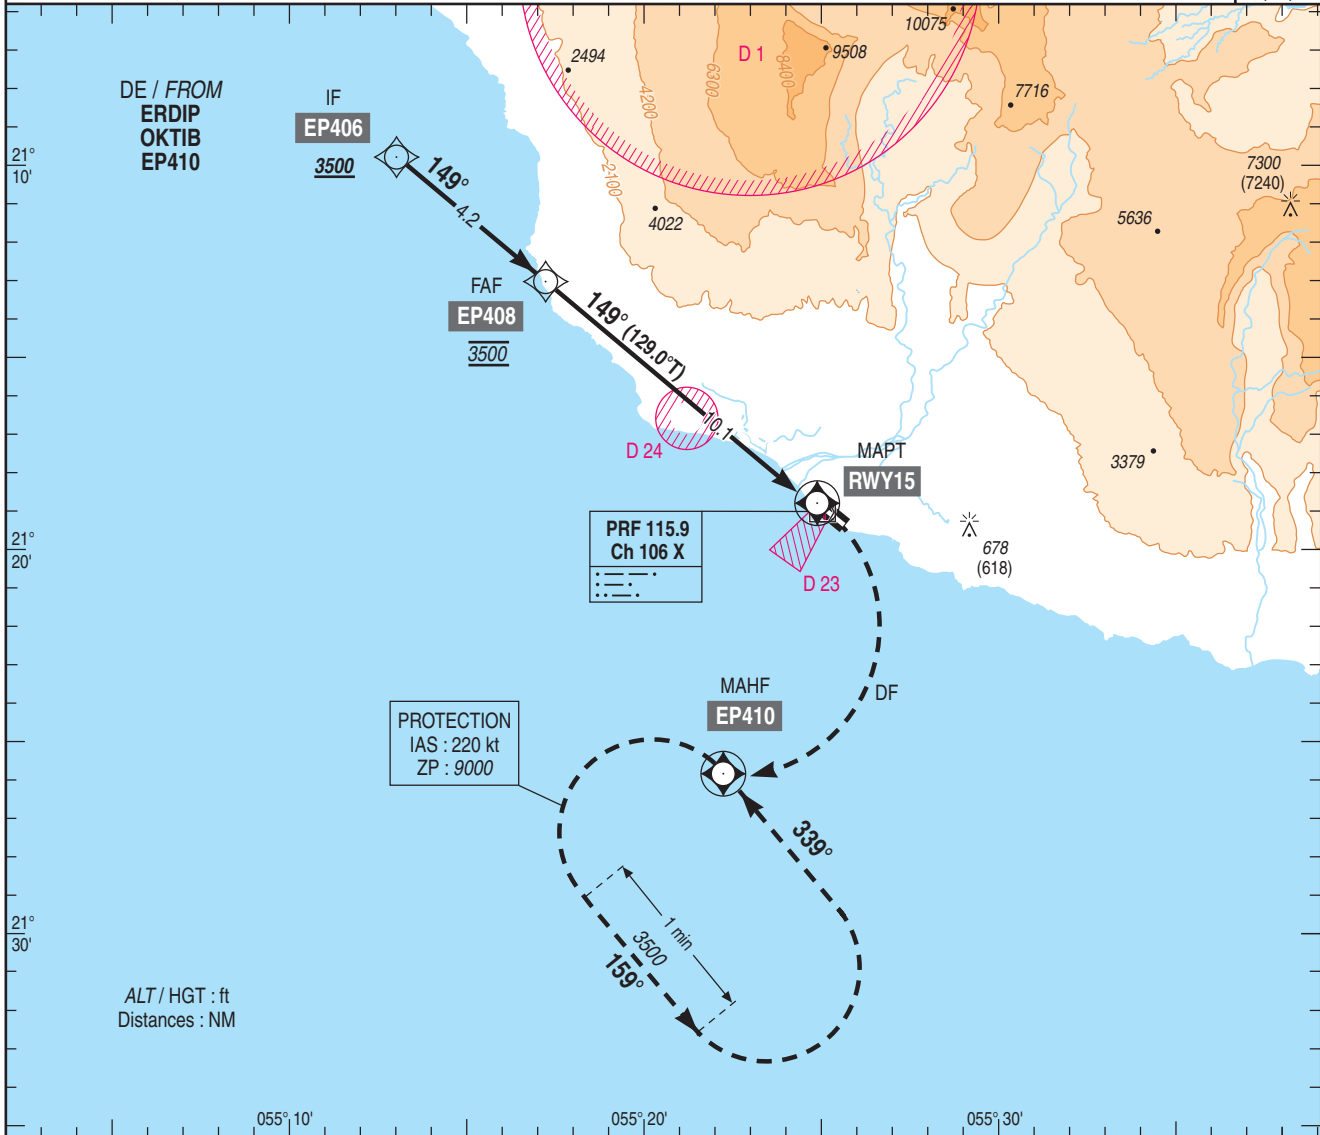 DE / FROM
ERDIP
OKTIB
EP410
IF
EP406
3500
149°
4.2
FAF
EP408
3500
149° (129.0°T)
10.1
D 1
2494
9508
10075
7716
7300
(7240)
5636
4022
3379
2100
4200
6300
8400
D 24
MAPT
RWY15
PRF 115.9
Ch 106 X
D 23
678
(618)
DF
MAHF
EP410
PROTECTION
IAS : 220 kt
ZP : 9000
339°
1 min
3500
159°
ALT / HGT : ft
Distances : NM
21°
10'
21°
20'
21°
30'
055° 10'
055° 20'
055° 30'